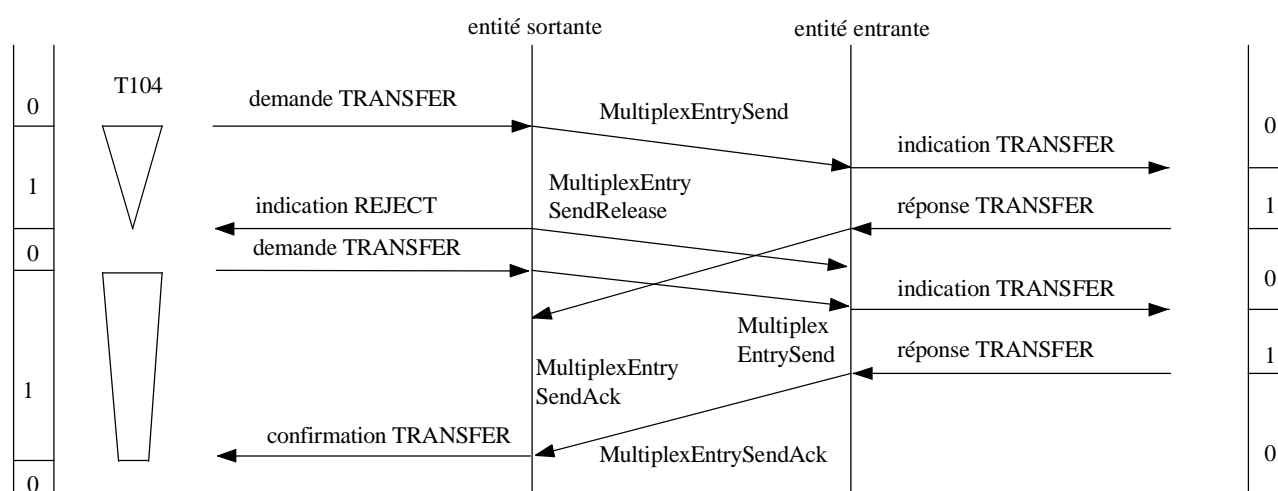 entité sortante
entité entrante
T104
0
demande TRANSFER
MultiplexEntrySend
0
indication TRANSFER
1
MultiplexEntry
SendRelease
indication REJECT
réponse TRANSFER
1
0
demande TRANSFER
0
indication TRANSFER
Multiplex
EntrySend
réponse TRANSFER
1
MultiplexEntry
SendAck
1
confirmation TRANSFER
MultiplexEntrySendAck
0
0